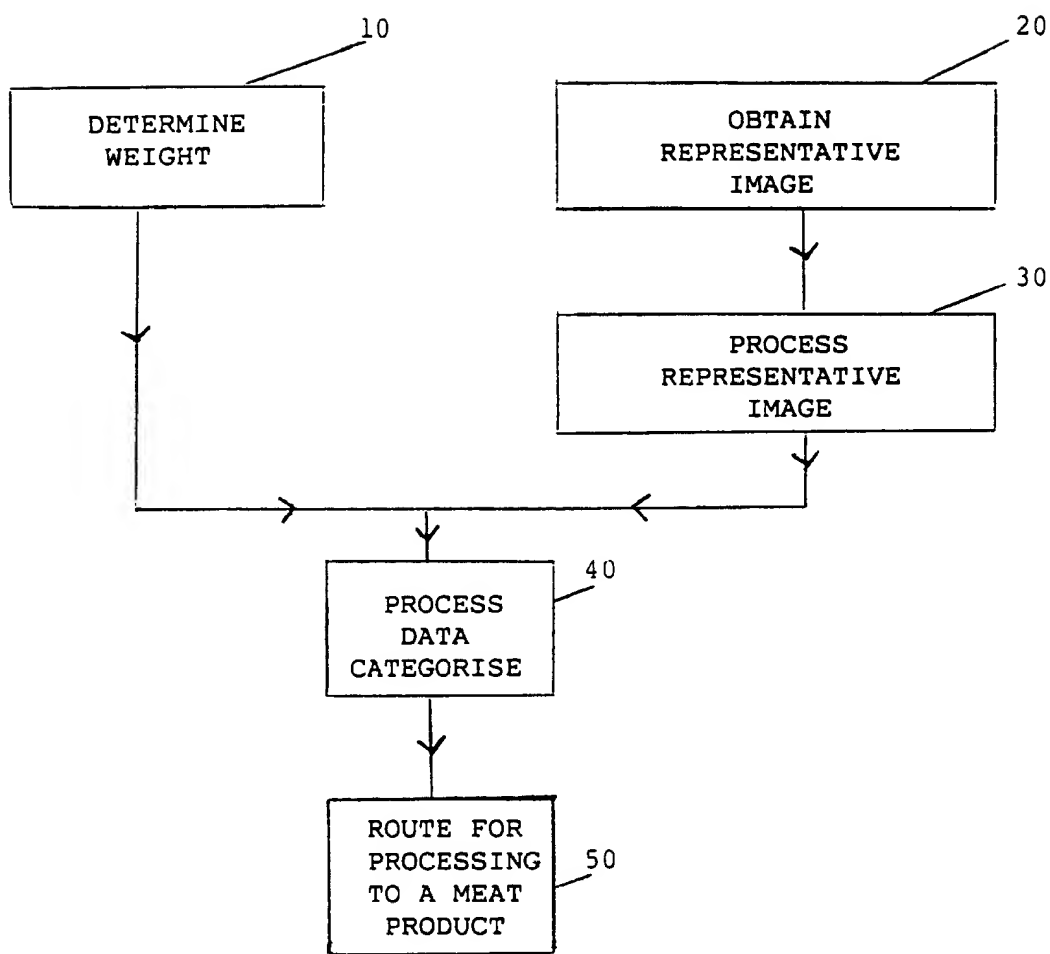 10
DETERMINE
WEIGHT
20
OBTAIN
REPRESENTATIVE
IMAGE
30
PROCESS
REPRESENTATIVE
IMAGE
40
PROCESS
DATA
CATEGORISE
50
ROUTE FOR
PROCESSING
TO A MEAT
PRODUCT